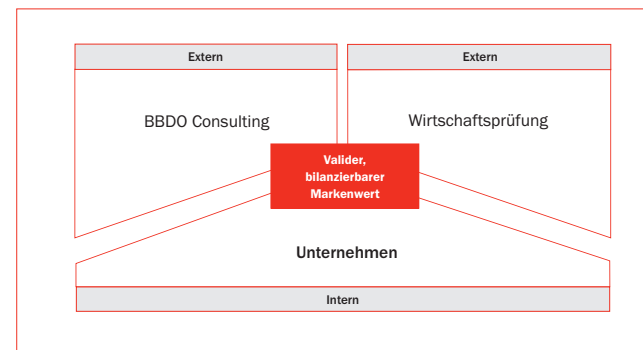 Extern
Extern
BBDO Consulting
Wirtschaftsprüfung
Valider,
bilanzierbarer
Markenwert
Unternehmen
Intern